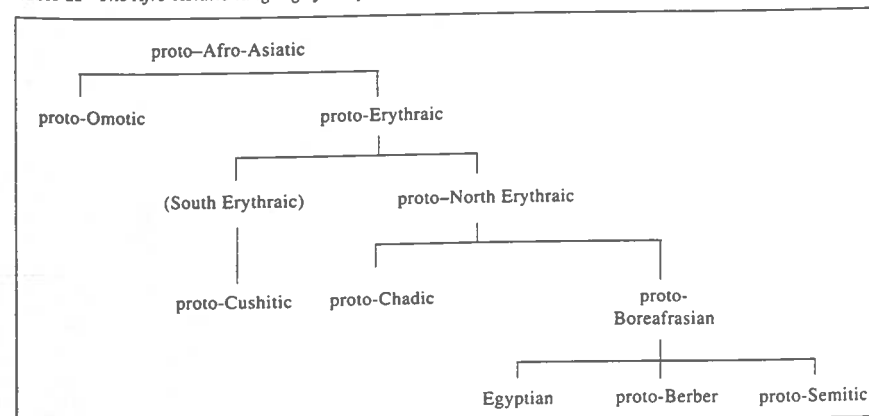 proto–Afro-Asiatic
proto-Omotic proto-Erythraic
(South Erythraic) proto–North Erythraic
proto-Cushitic proto-Chadic proto-
Boreafrasian
Egyptian proto-Berber proto-Semitic